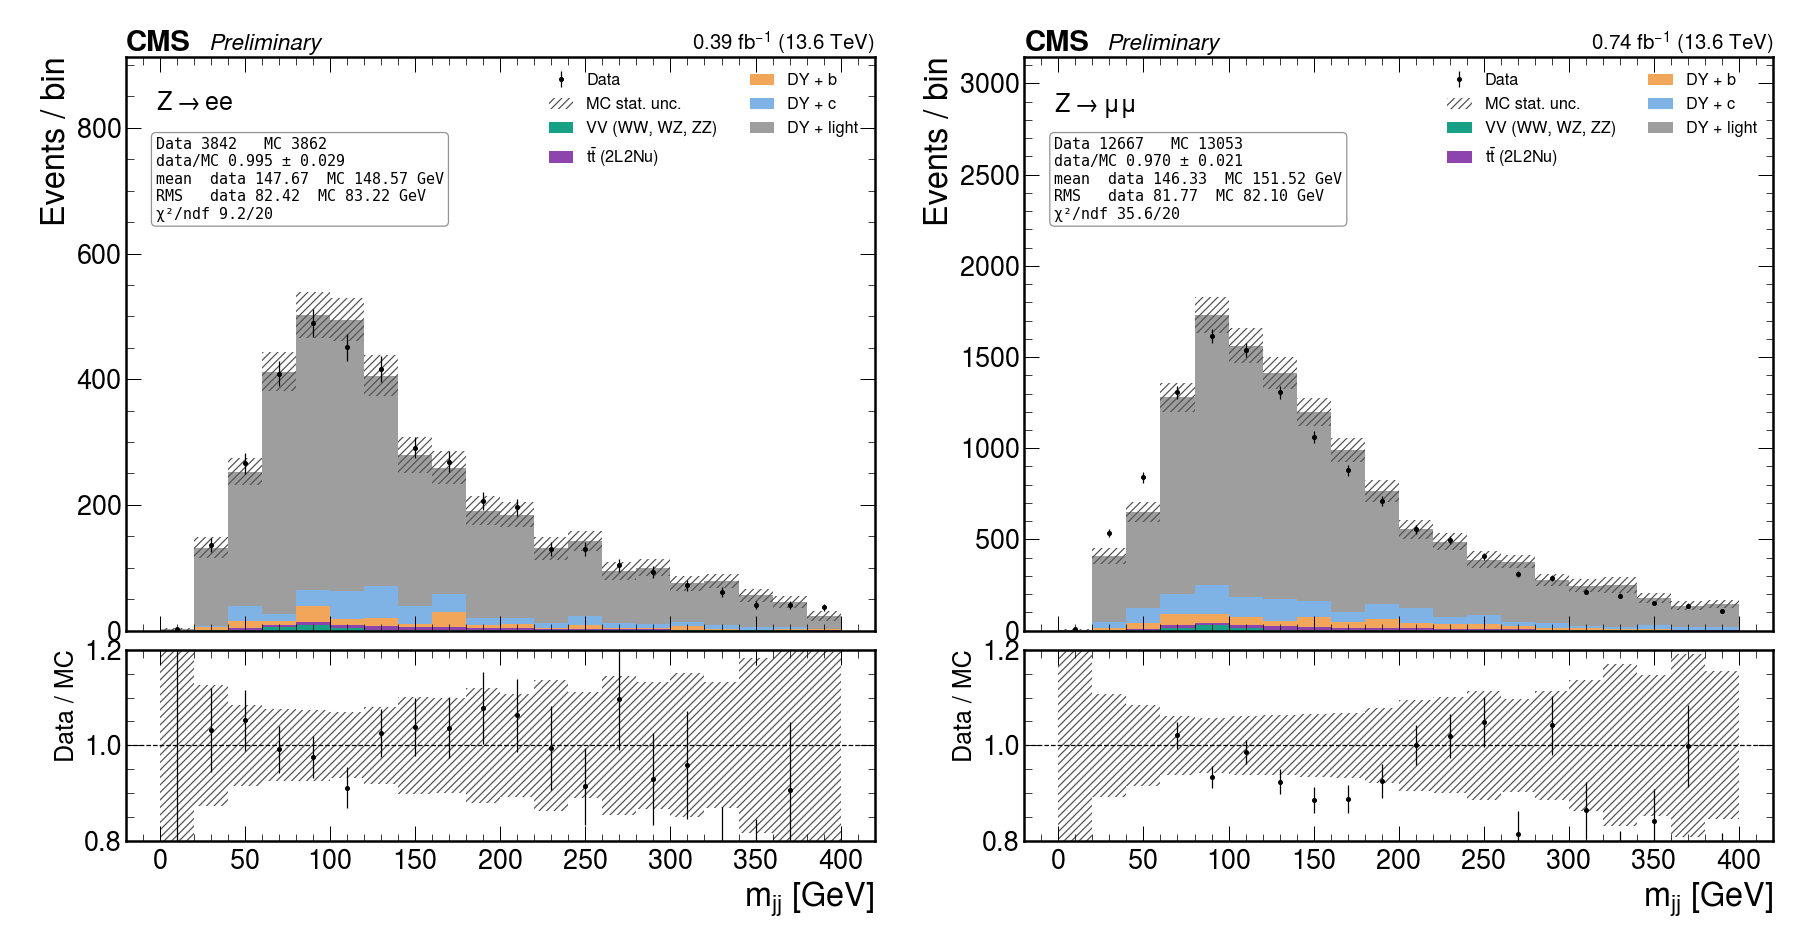 CMS Preliminary 0.39 fb⁻¹ (13.6 TeV)
Events / bin
Z → ee
Data 3842   MC 3862
data/MC 0.995 ± 0.029
mean  data 147.67  MC 148.57 GeV
RMS   data 82.42  MC 83.22 GeV
χ²/ndf 9.2/20
Data
MC stat. unc.
VV (WW, WZ, ZZ)
tt̄ (2L2Nu)
DY + b
DY + c
DY + light
800
600
400
200
0
Data / MC
1.2
1.0
0.8
0 50 100 150 200 250 300 350 400
m_jj [GeV]
CMS Preliminary 0.74 fb⁻¹ (13.6 TeV)
Events / bin
Z → μμ
Data 12667   MC 13053
data/MC 0.970 ± 0.021
mean  data 146.33  MC 151.52 GeV
RMS   data 81.77  MC 82.10 GeV
χ²/ndf 35.6/20
Data
MC stat. unc.
VV (WW, WZ, ZZ)
tt̄ (2L2Nu)
DY + b
DY + c
DY + light
3000
2500
2000
1500
1000
500
0
Data / MC
1.2
1.0
0.8
0 50 100 150 200 250 300 350 400
m_jj [GeV]